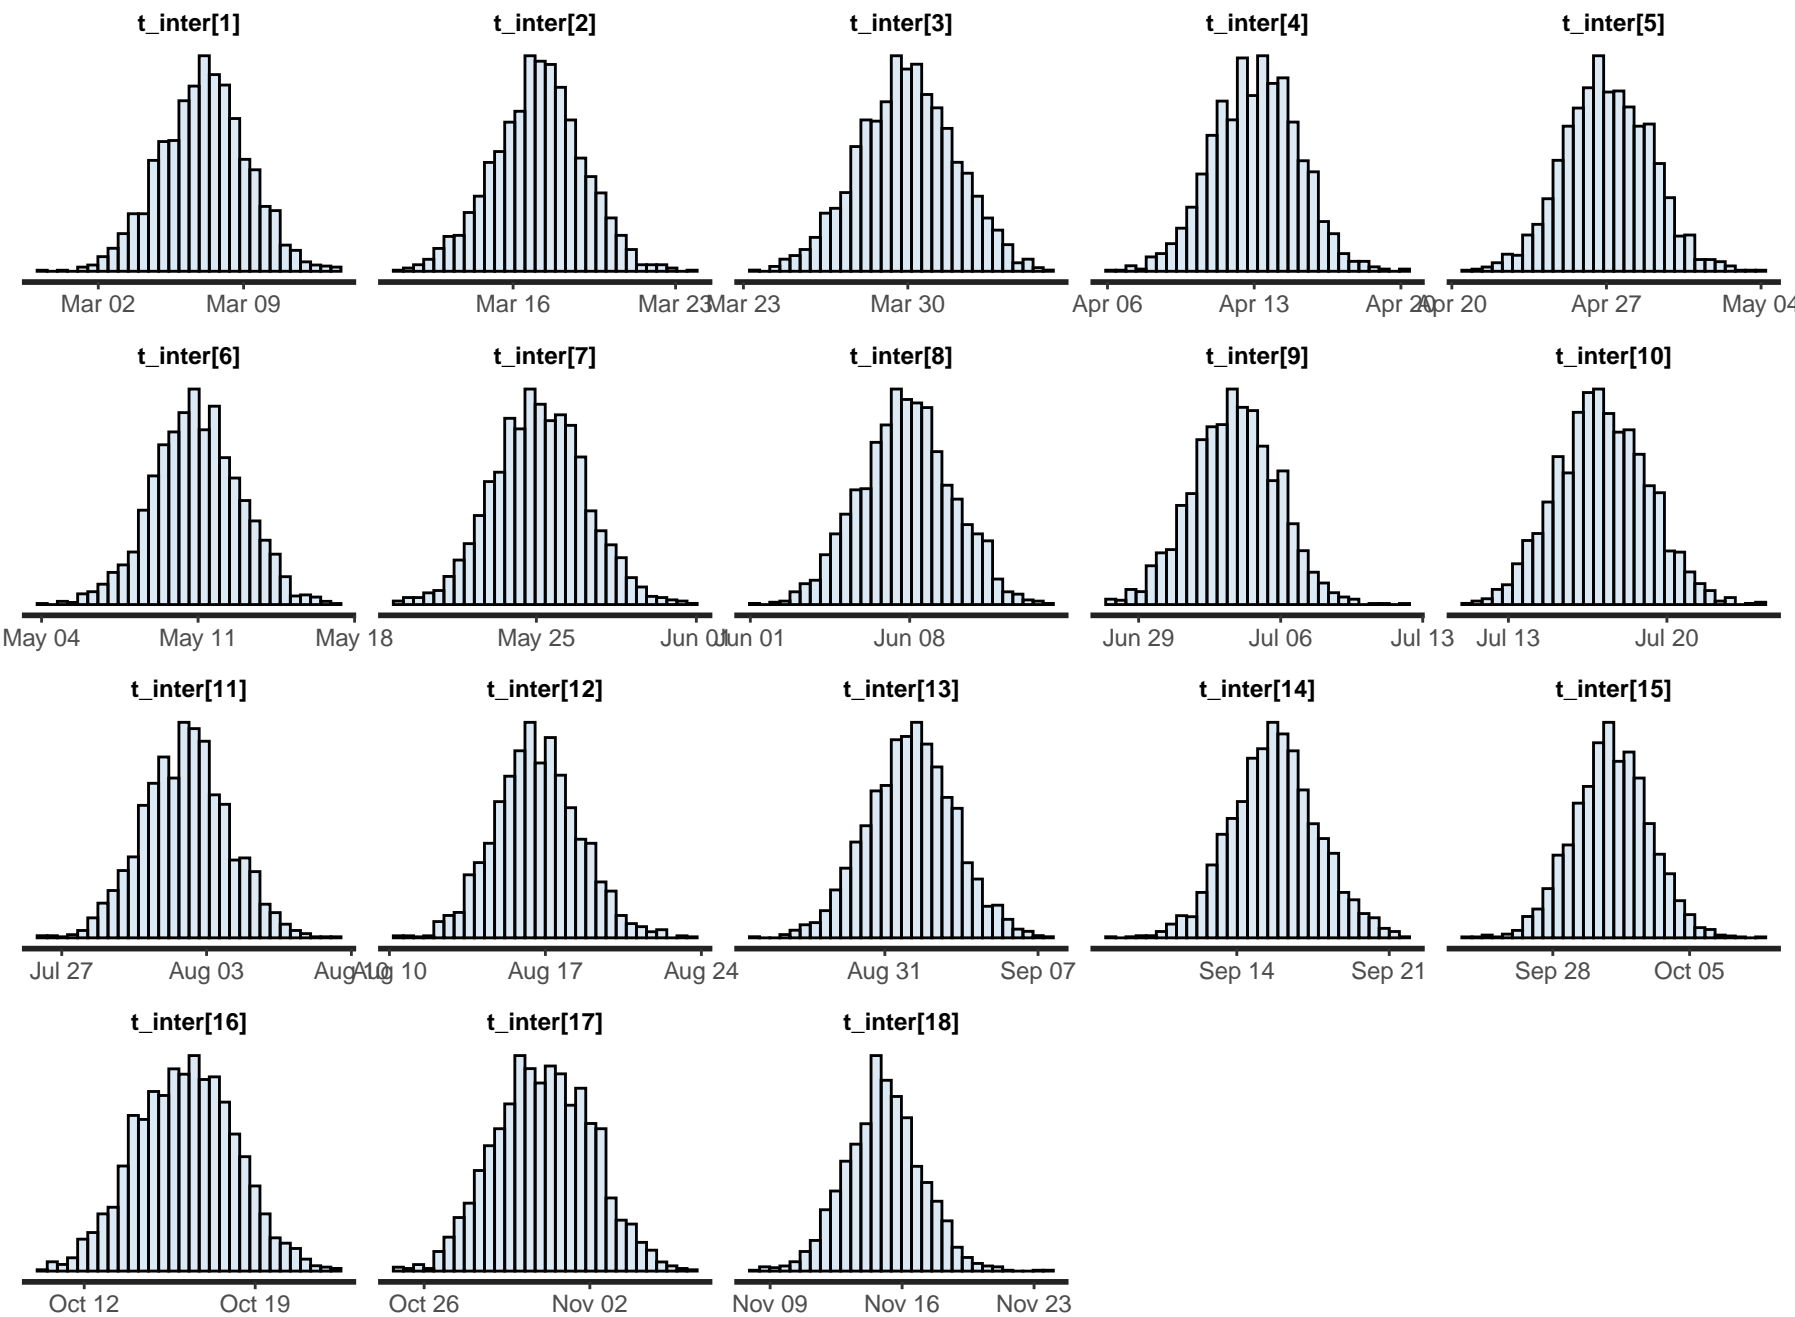 t_inter[1] t_inter[2] t_inter[3] t_inter[4] t_inter[5]
Mar 02 Mar 09 Mar 16 Mar 23 Mar 23 Mar 30 Apr 06 Apr 13 Apr 20 Apr 20 Apr 27 May 04
t_inter[6] t_inter[7] t_inter[8] t_inter[9] t_inter[10]
May 04 May 11 May 18 May 25 Jun 01 Jun 01 Jun 08 Jun 29 Jul 06 Jul 13 Jul 13 Jul 20
t_inter[11] t_inter[12] t_inter[13] t_inter[14] t_inter[15]
Jul 27 Aug 03 Aug 10 Aug 10 Aug 17 Aug 24 Aug 31 Sep 07 Sep 14 Sep 21 Sep 28 Oct 05
t_inter[16] t_inter[17] t_inter[18]
Oct 12 Oct 19 Oct 26 Nov 02 Nov 09 Nov 16 Nov 23